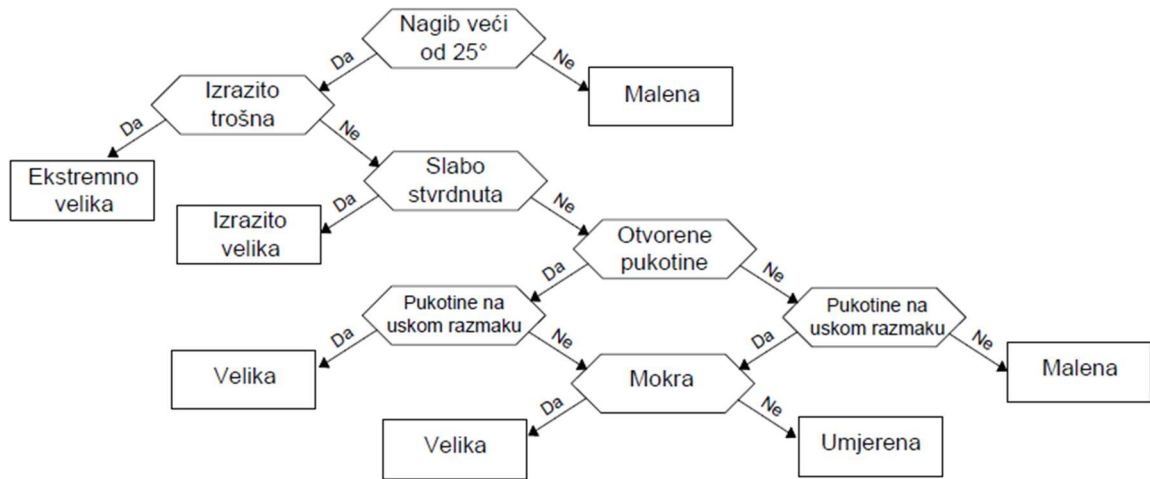 Nagib veći
od 25°
Da
Ne
Izrazito
trošna
Malena
Da
Ne
Ekstremno
velika
Slabo
stvrdnuta
Da
Ne
Izrazito
velika
Otvorene
pukotine
Da
Ne
Pukotine na
uskom razmaku
Pukotine na
uskom razmaku
Da
Ne
Da
Ne
Velika
Mokra
Malena
Da
Ne
Velika
Umjerena